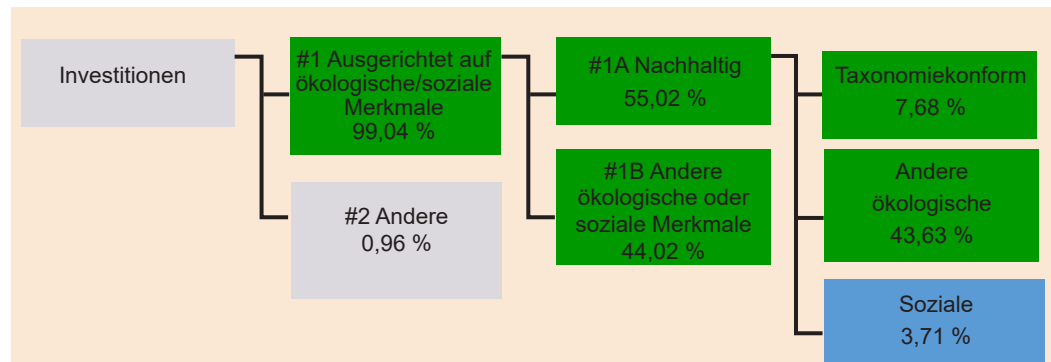 Investitionen
#1 Ausgerichtet auf
ökologische/soziale
Merkmale
99,04 %
#2 Andere
0,96 %
#1A Nachhaltig
55,02 %
#1B Andere
ökologische oder
soziale Merkmale
44,02 %
Taxonomiekonform
7,68 %
Andere
ökologische
43,63 %
Soziale
3,71 %